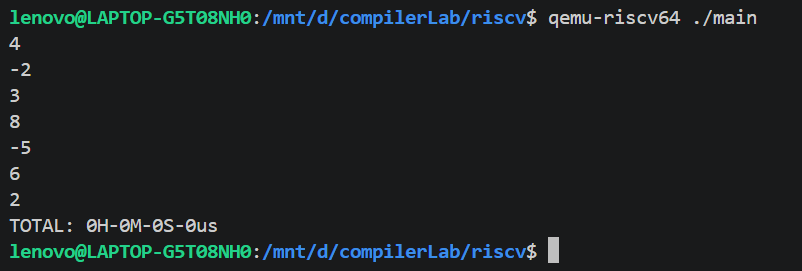 lenovo@LAPTOP-G5T08NH0:/mnt/d/compilerLab/riscv$ qemu-riscv64 ./main
4
-2
3
8
-5
6
2
TOTAL: 0H-0M-0S-0us
lenovo@LAPTOP-G5T08NH0:/mnt/d/compilerLab/riscv$